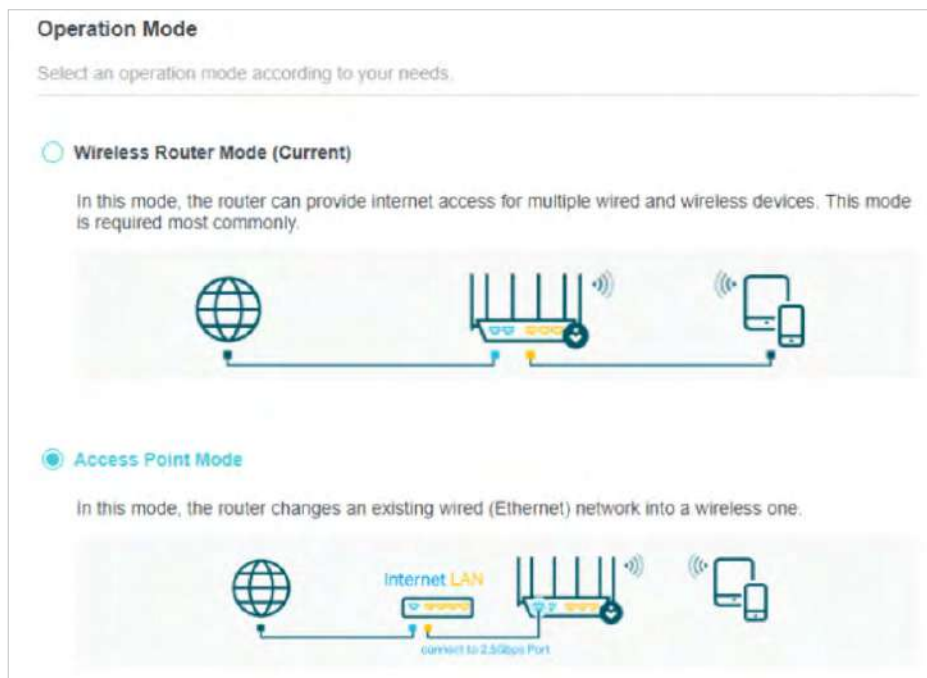 Operation Mode
Select an operation mode according to your needs.
Wireless Router Mode (Current)
In this mode, the router can provide internet access for multiple wired and wireless devices. This mode
is required most commonly.
Access Point Mode
In this mode, the router changes an existing wired (Ethernet) network into a wireless one.
Internet LAN
connect to 2.5Gbps Port